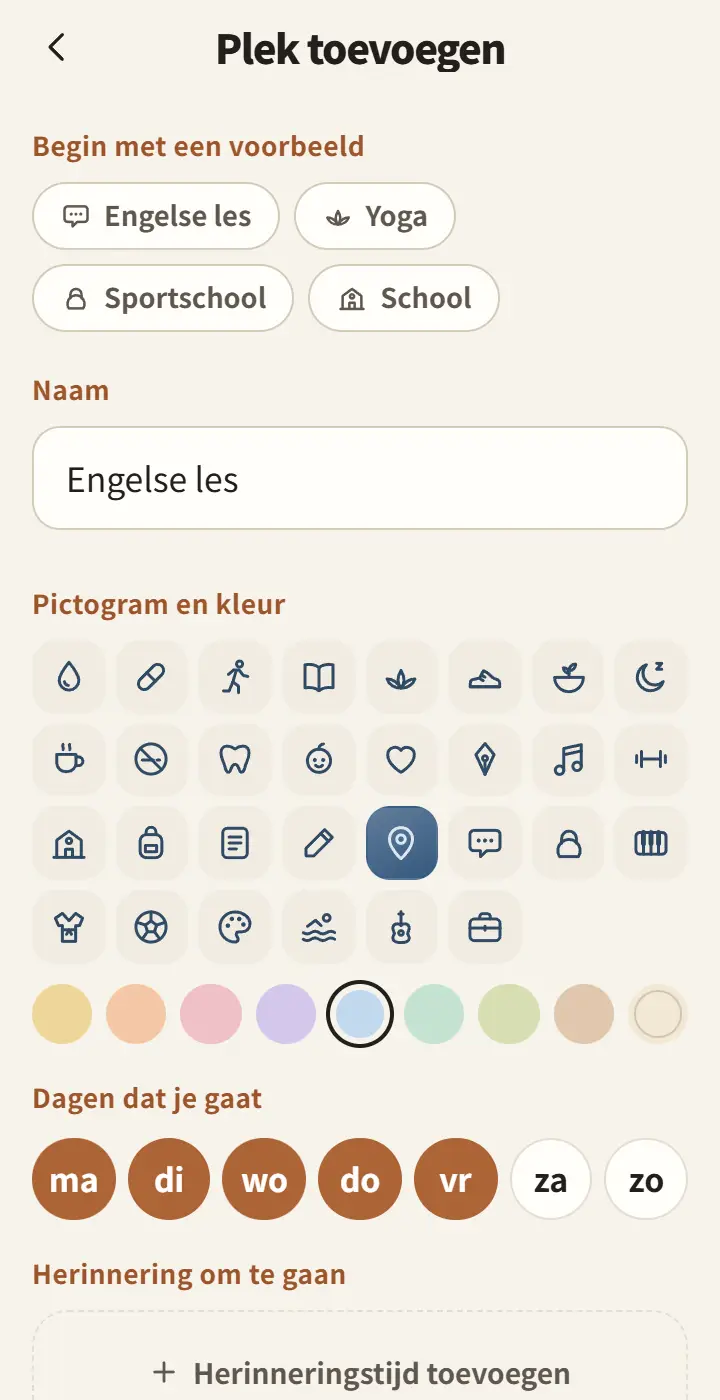 Plek toevoegen
Begin met een voorbeeld
Engelse les
Yoga
Sportschool
School
Naam
Engelse les
Pictogram en kleur
Dagen dat je gaat
ma di wo do vr za zo
Herinnering om te gaan
+ Herinneringstijd toevoegen